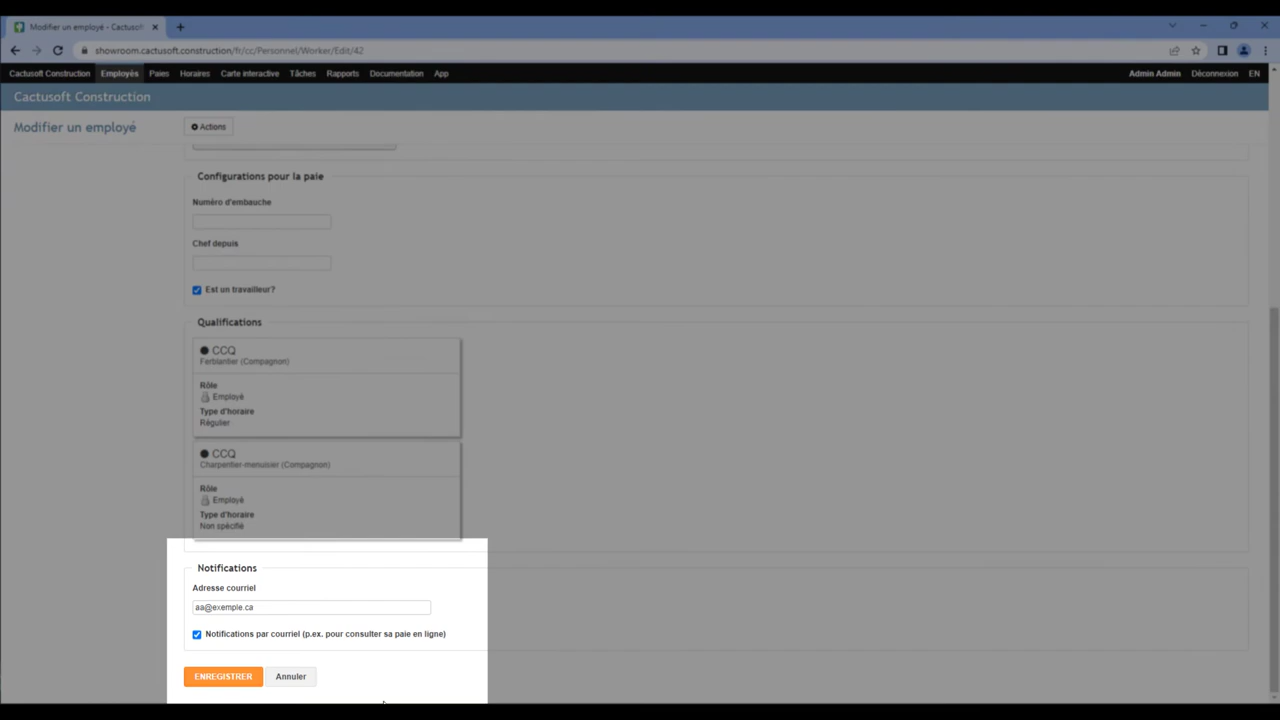 Modifier un employé - Cactusoft
showroom.cactusoft.construction/fr/cc/Personnel/Worker/Edit/42
Cactusoft Construction Employés Paies Horaires Carte interactive Tâches Rapports Documentation App Admin Admin Déconnexion EN
Cactusoft Construction
Modifier un employé Actions
Configurations pour la paie
Numéro d'embauche
Chef depuis
Est un travailleur?
Qualifications
CCQ
Ferblantier (Compagnon)
Rôle
Employé
Type d'horaire
Régulier
CCQ
Charpentier-menuisier (Compagnon)
Rôle
Employé
Type d'horaire
Non spécifié
Notifications
Adresse courriel
aa@exemple.ca
Notifications par courriel (p.ex. pour consulter sa paie en ligne)
ENREGISTRER Annuler